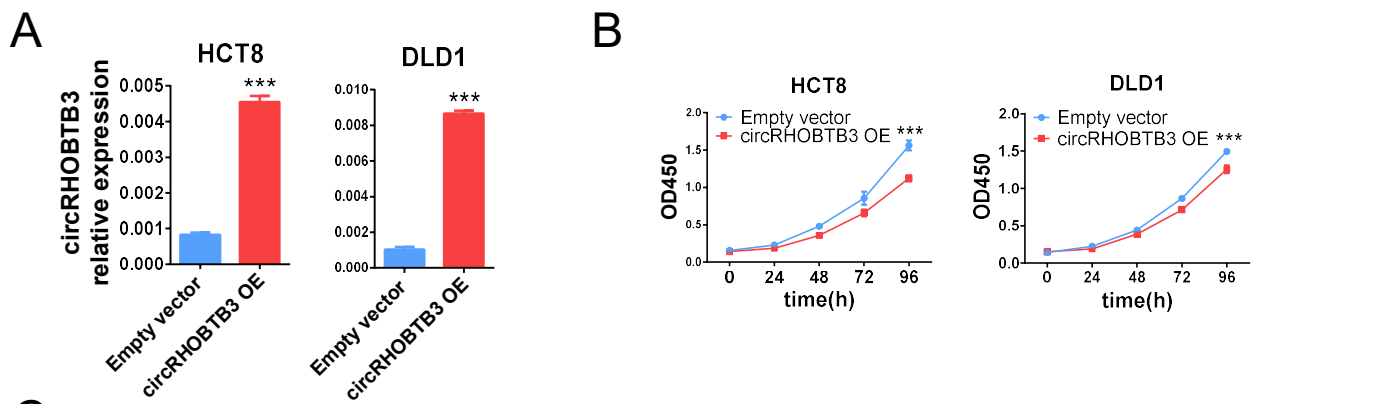 A
HCT8
DLD1
circRHOBTB3
relative expression
0.005
0.004
0.003
0.002
0.001
0.000
***
Empty vector
circRHOBTB3 OE
0.010
0.008
0.006
0.004
0.002
0.000
***
Empty vector
circRHOBTB3 OE
B
HCT8
OD450
2.0
1.5
1.0
0.5
0.0
Empty vector
circRHOBTB3 OE
***
0 24 48 72 96
time(h)
DLD1
OD450
2.0
1.5
1.0
0.5
0.0
Empty vector
circRHOBTB3 OE
***
0 24 48 72 96
time(h)